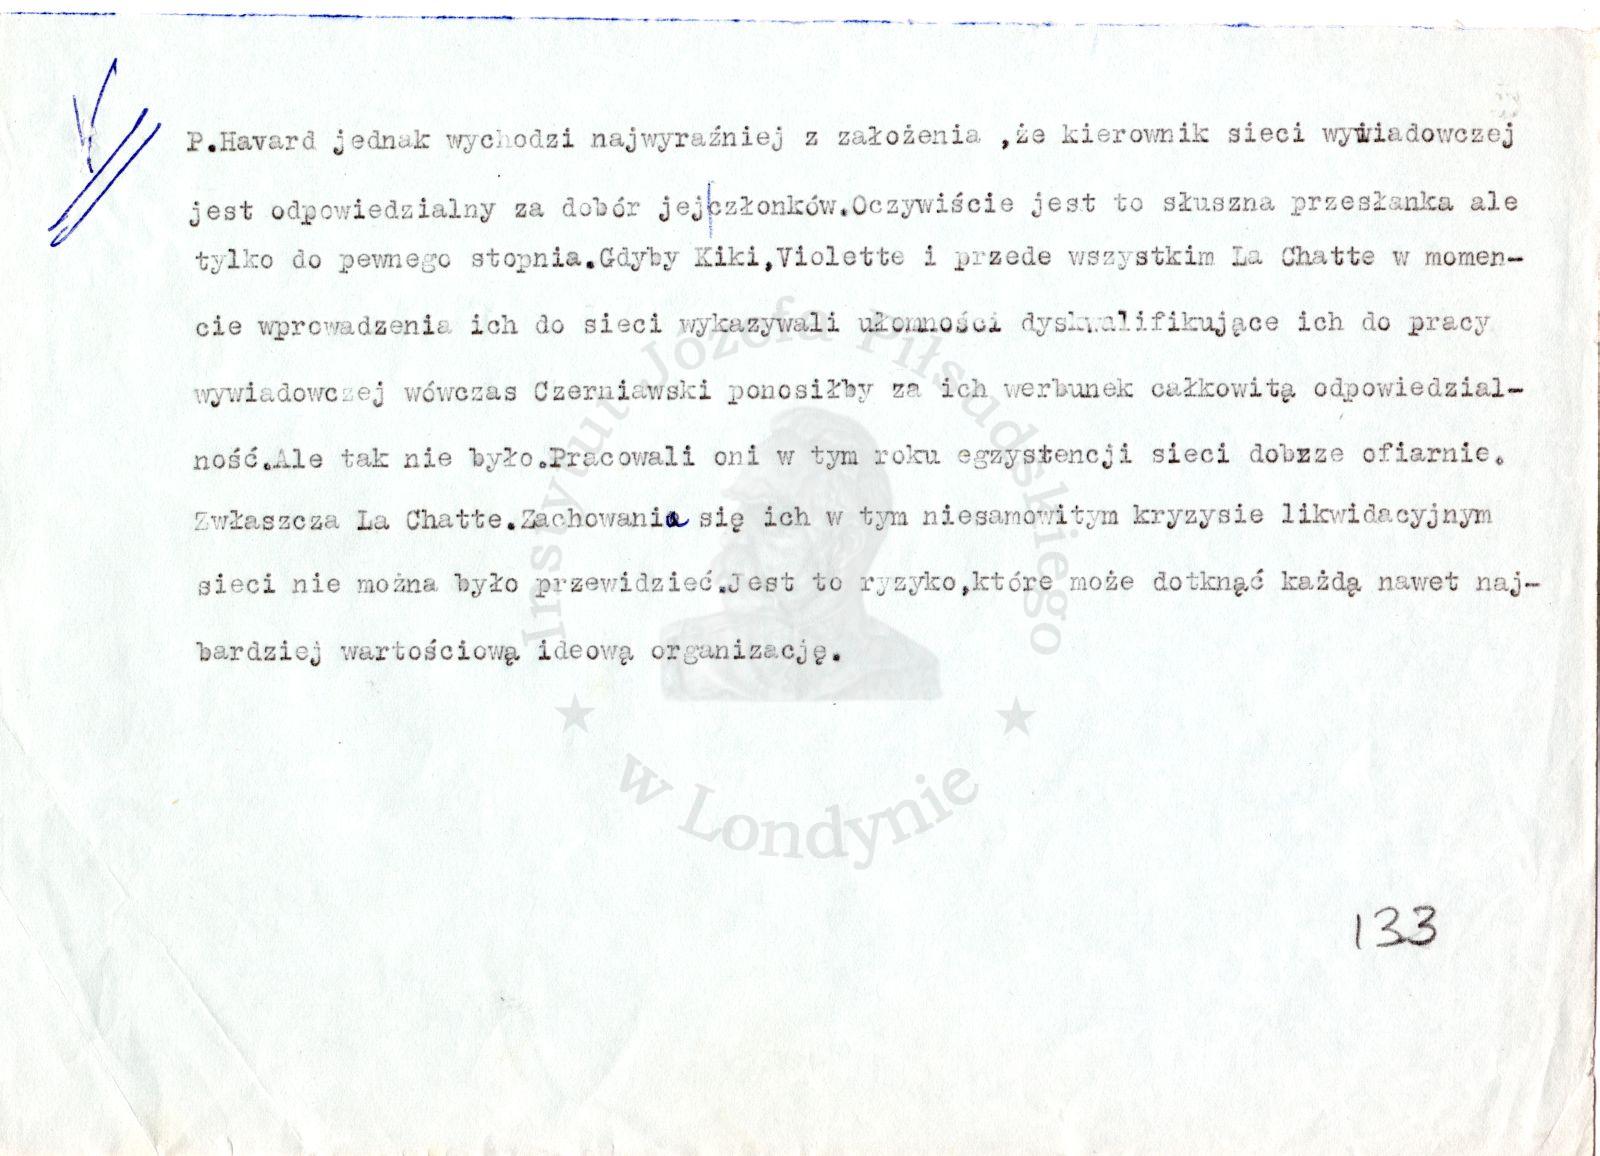 P.Havard jednak wychodzi najwyraźniej z założenia ,że kierownik sieci wywiadowczej
jest odpowiedzialny za dobór jej członków.Oczywiście jest to słuszna przesłanka ale
tylko do pewnego stopnia.Gdyby Kiki,Violette i przede wszystkim La Chatte w momen-
cie wprowadzenia ich do sieci wykazywali ułomności dyskwalifikujące ich do pracy
wywiadowczej wówczas Czerniawski ponosiłby za ich werbunek całkowitą odpowiedzial-
ność.Ale tak nie było.Pracowali oni w tym roku egzystencji sieci dobrze ofiarnie.
Zwłaszcza La Chatte.Zachowania się ich w tym niesamowitym kryzysie likwidacyjnym
sieci nie można było przewidzieć.Jest to ryzyko,które może dotknąć każdą nawet naj-
bardziej wartościową ideową organizację.
Instytut Józefa Piłsudskiego
w Londynie
133